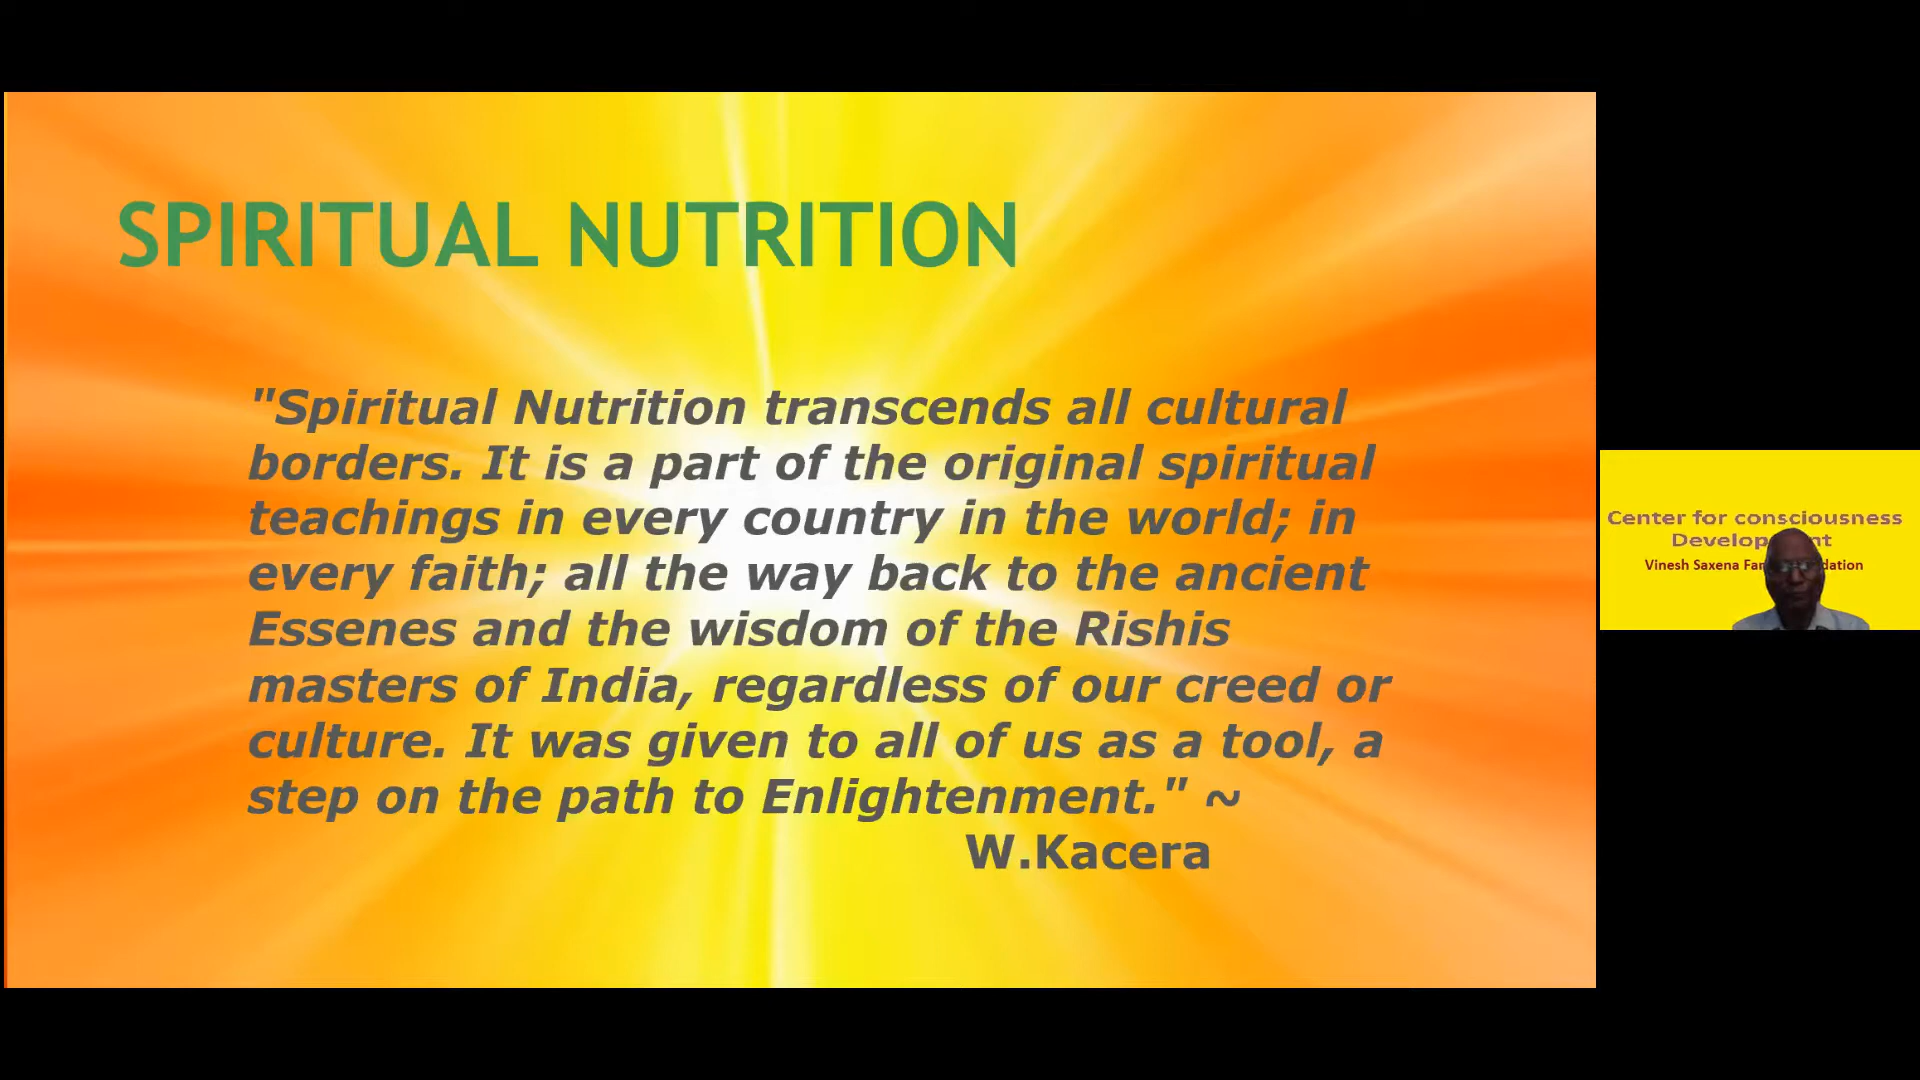 SPIRITUAL NUTRITION
"Spiritual Nutrition transcends all cultural
borders. It is a part of the original spiritual
teachings in every country in the world; in
every faith; all the way back to the ancient
Essenes and the wisdom of the Rishis
masters of India, regardless of our creed or
culture. It was given to all of us as a tool, a
step on the path to Enlightenment." ~
W.Kacera
Center for consciousness
Vinesh Saxena